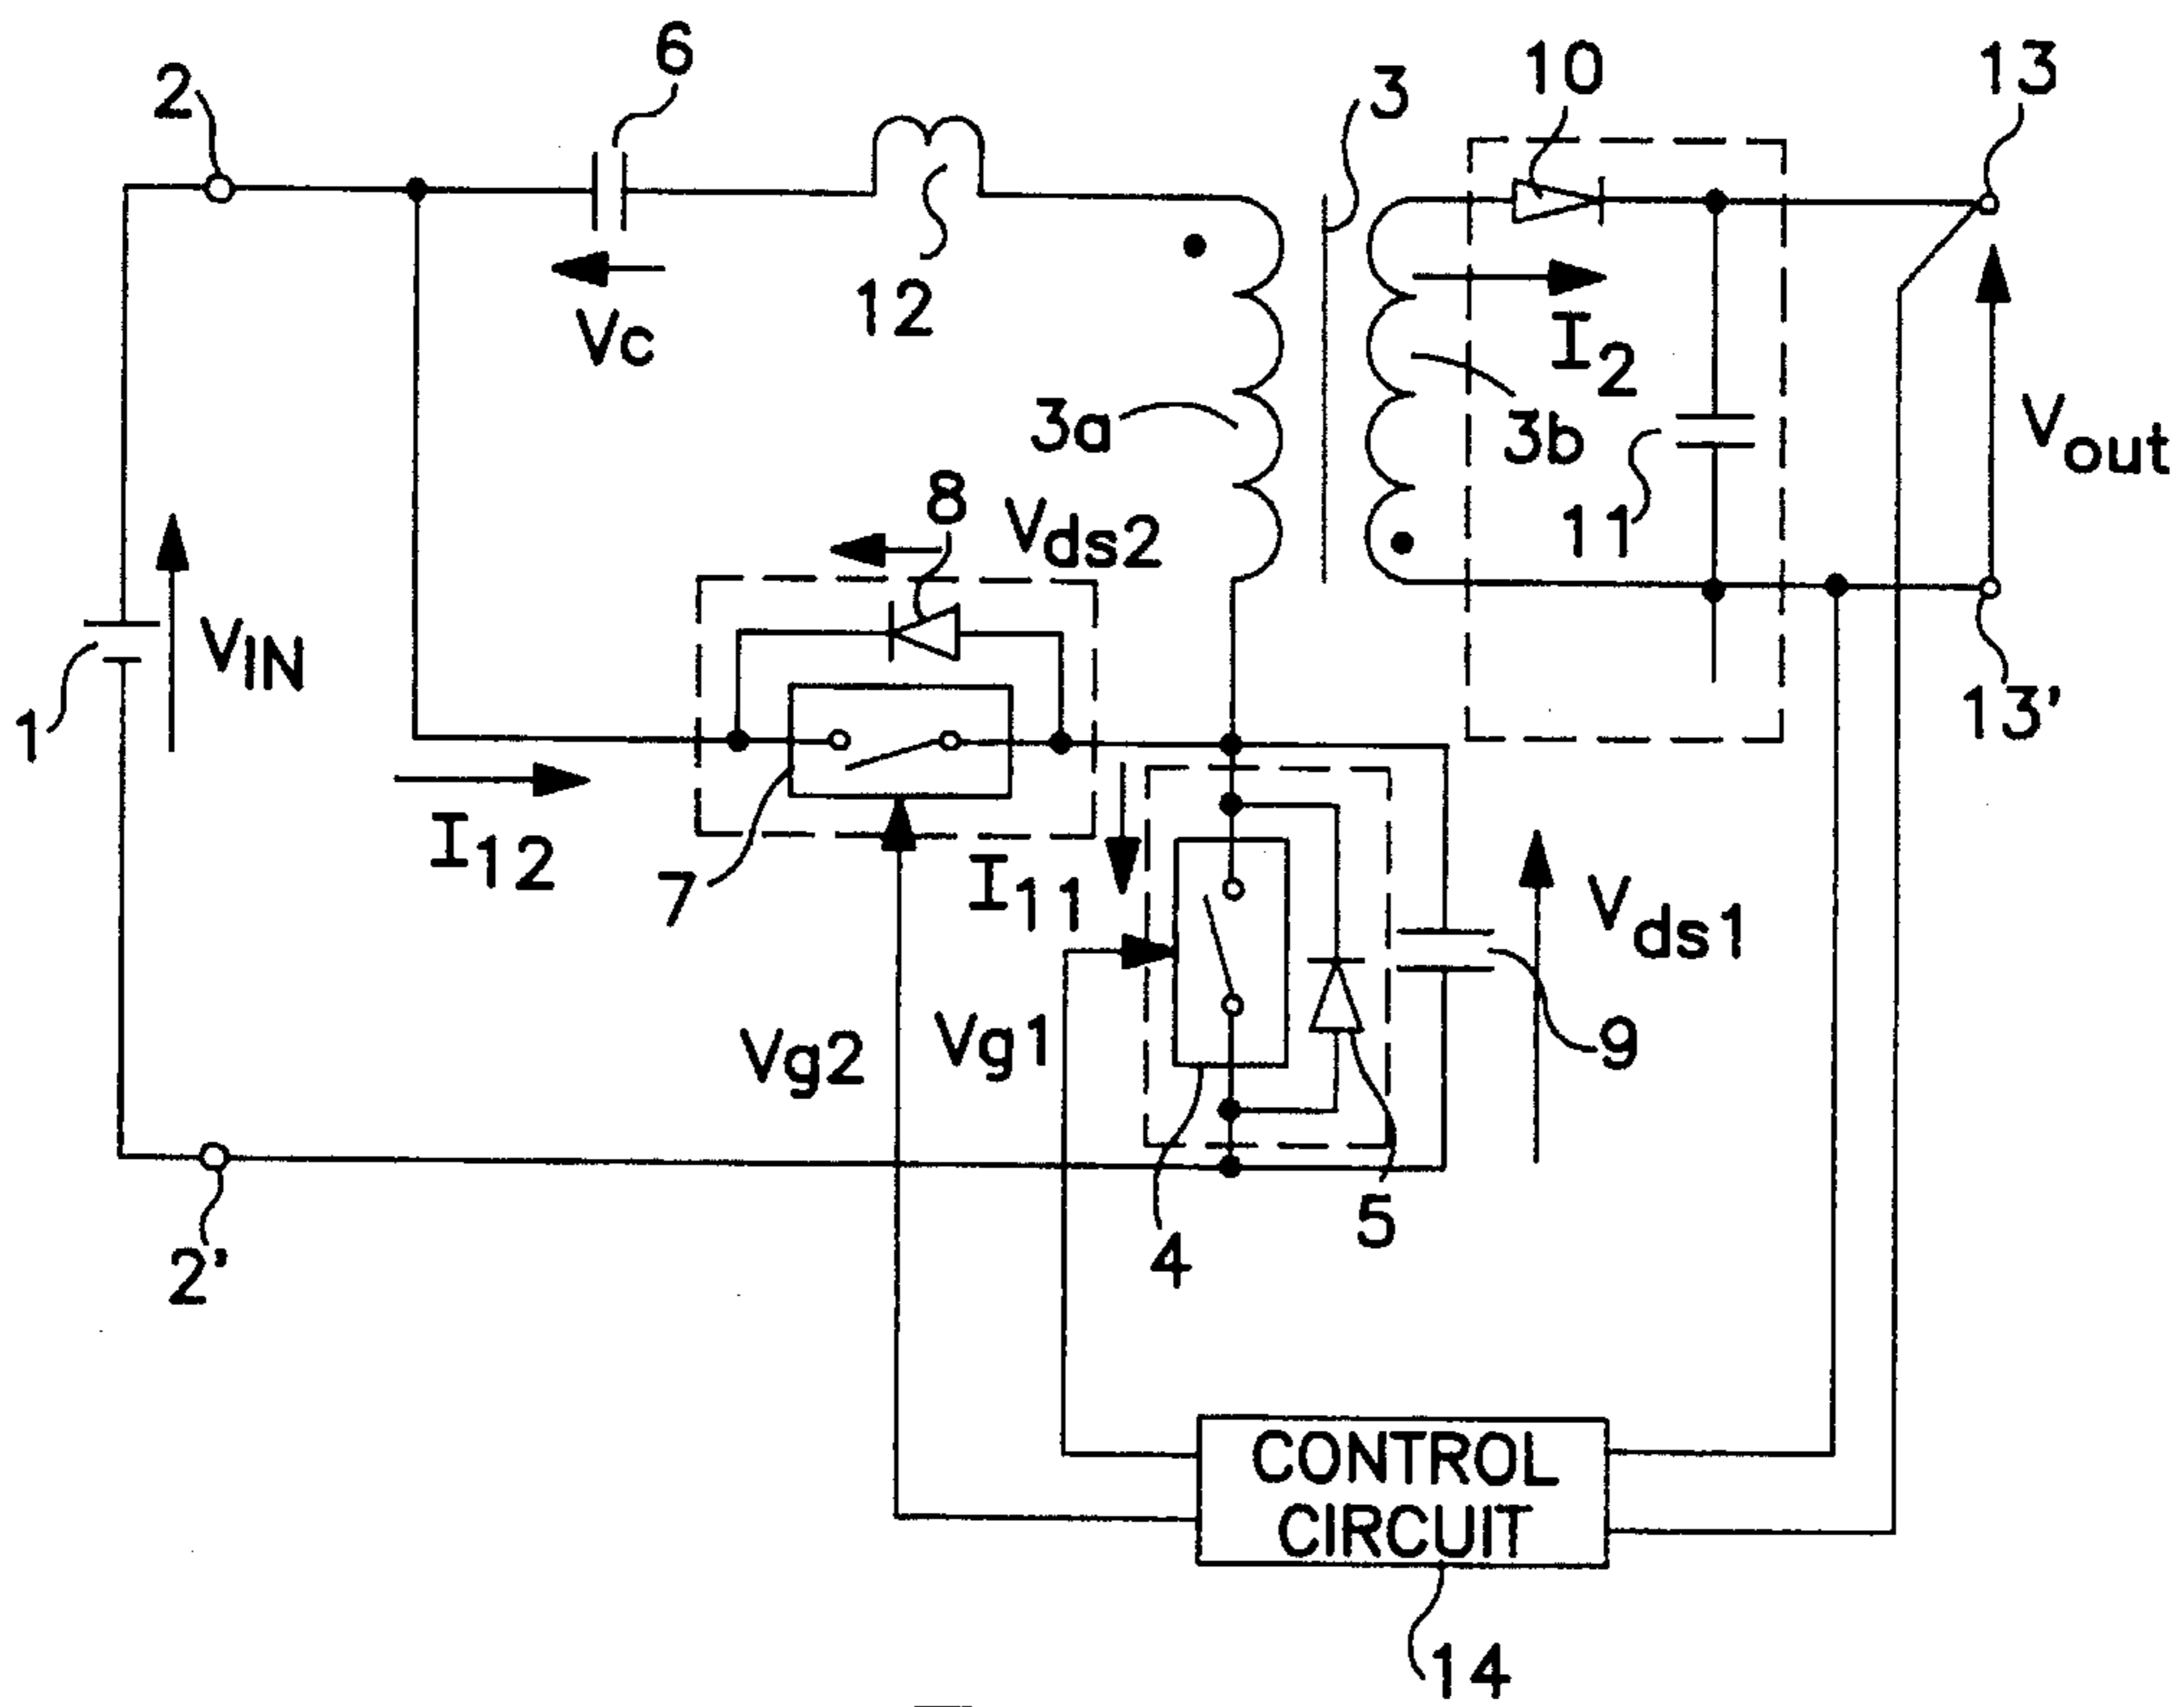 6
10
13
2
3
Vc
12
I2
3a
3b
Vout
11
8
Vds2
VIN
1
13'
I12
7
I11
Vds1
Vg2
Vg1
9
2'
4
5
CONTROL
CIRCUIT
14